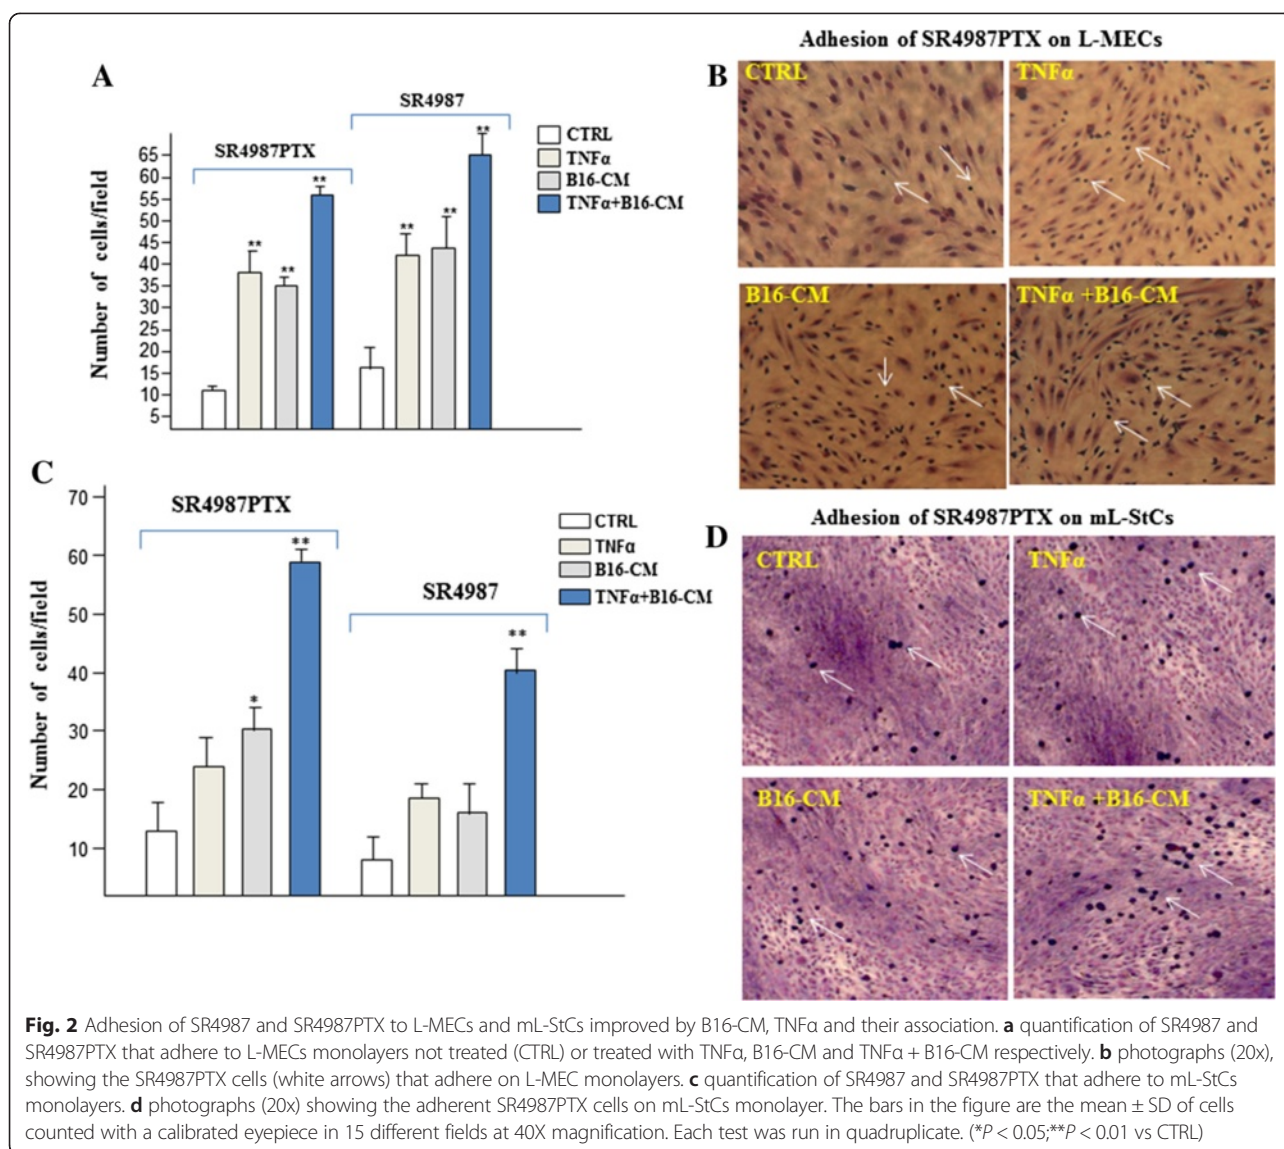 A
SR4987
SR4987PTX
CTRL
TNFα
B16-CM
TNFα+B16-CM
Number of cells/field
65
60
55
50
45
40
35
30
25
20
15
10
5
**
**
**
**
**
**
B
Adhesion of SR4987PTX on L-MECs
CTRL
TNFα
B16-CM
TNFα +B16-CM
C
SR4987PTX
SR4987
CTRL
TNFα
B16-CM
TNFα+B16-CM
Number of cells/field
70
60
50
40
30
20
10
*
**
**
D
Adhesion of SR4987PTX on mL-StCs
CTRL
TNFα
B16-CM
TNFα +B16-CM
Fig. 2 Adhesion of SR4987 and SR4987PTX to L-MECs and mL-StCs improved by B16-CM, TNFα and their association. a quantification of SR4987 and
SR4987PTX that adhere to L-MECs monolayers not treated (CTRL) or treated with TNFα, B16-CM and TNFα + B16-CM respectively. b photographs (20x),
showing the SR4987PTX cells (white arrows) that adhere on L-MEC monolayers. c quantification of SR4987 and SR4987PTX that adhere to mL-StCs
monolayers. d photographs (20x) showing the adherent SR4987PTX cells on mL-StCs monolayer. The bars in the figure are the mean ± SD of cells
counted with a calibrated eyepiece in 15 different fields at 40X magnification. Each test was run in quadruplicate. (*P < 0.05;**P < 0.01 vs CTRL)